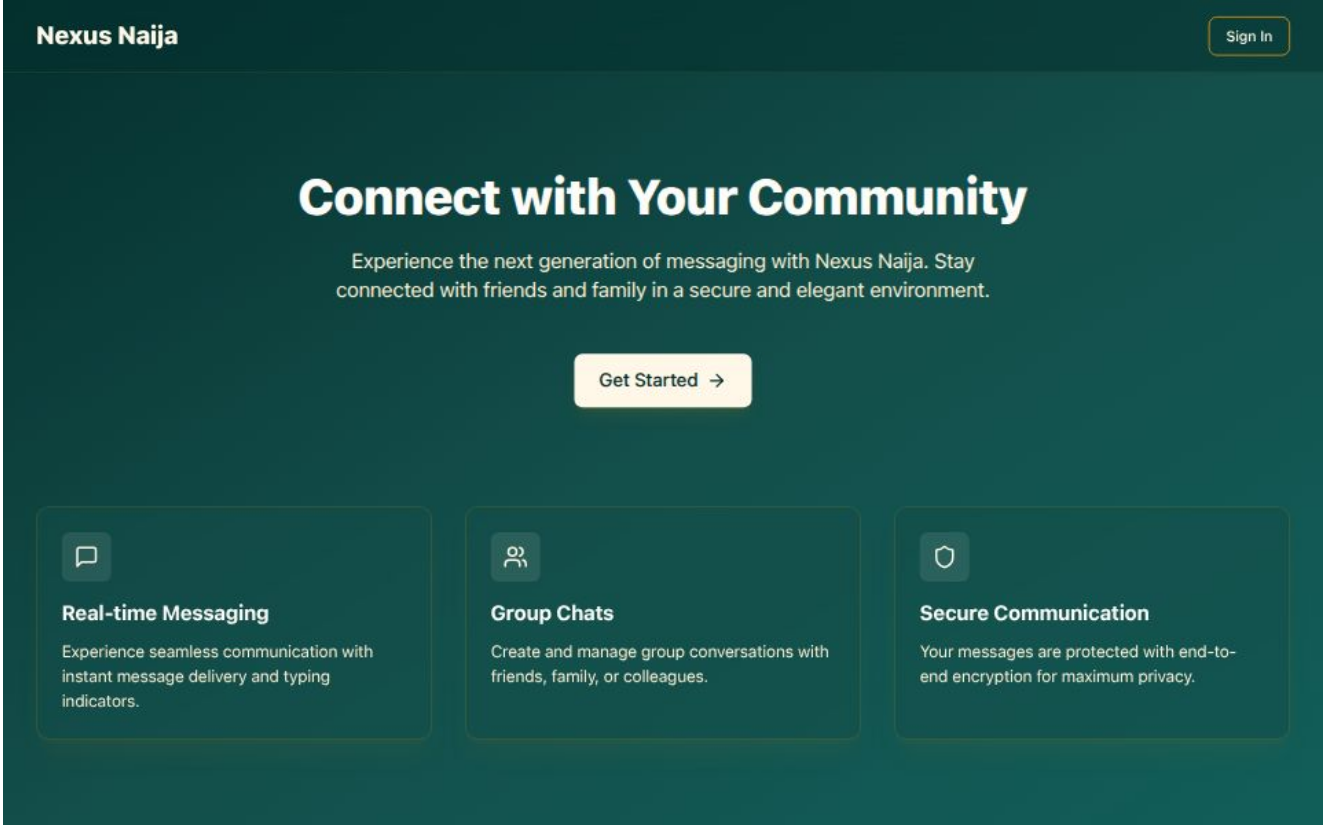 Nexus Naija
Sign In
Connect with Your Community
Experience the next generation of messaging with Nexus Naija. Stay
connected with friends and family in a secure and elegant environment.
Get Started →
Real-time Messaging
Experience seamless communication with
instant message delivery and typing
indicators.
Group Chats
Create and manage group conversations with
friends, family, or colleagues.
Secure Communication
Your messages are protected with end-to-
end encryption for maximum privacy.